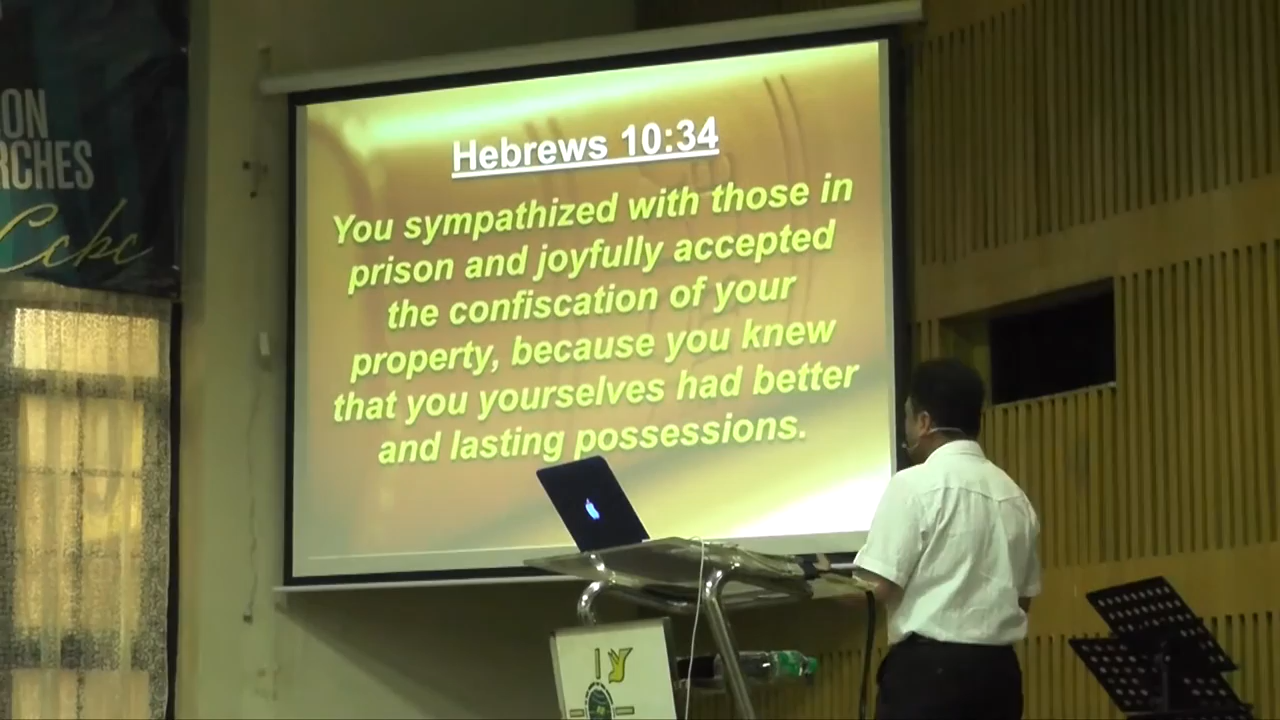 ON
RCHES
Ccbc
Hebrews 10:34
You sympathized with those in
prison and joyfully accepted
the confiscation of your
property, because you knew
that you yourselves had better
and lasting possessions.